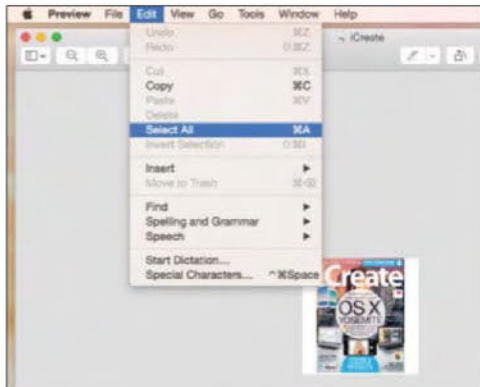 Preview File Edit View Go Tools Window Help
iCreate
Undo ⌘Z
Redo ⇧⌘Z
Cut ⌘X
Copy ⌘C
Paste ⌘V
Delete
Select All ⌘A
Invert Selection ⇧⌘I
Insert
Move to Trash ⌘⌫
Find
Spelling and Grammar
Speech
Start Dictation...
Special Characters... ^⌘Space
Create
OS X
YOSEMITE